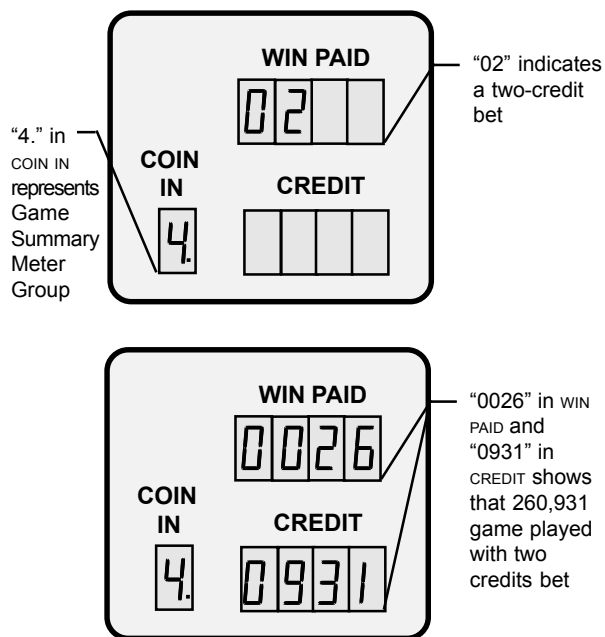 WIN PAID
02
“02” indicates
a two-credit
bet
“4.” in
COIN IN
represents
Game
Summary
Meter
Group
COIN
IN
4.
CREDIT
WIN PAID
0026
COIN
IN
4.
CREDIT
0931
“0026” in WIN
PAID and
“0931” in
CREDIT shows
that 260,931
game played
with two
credits bet